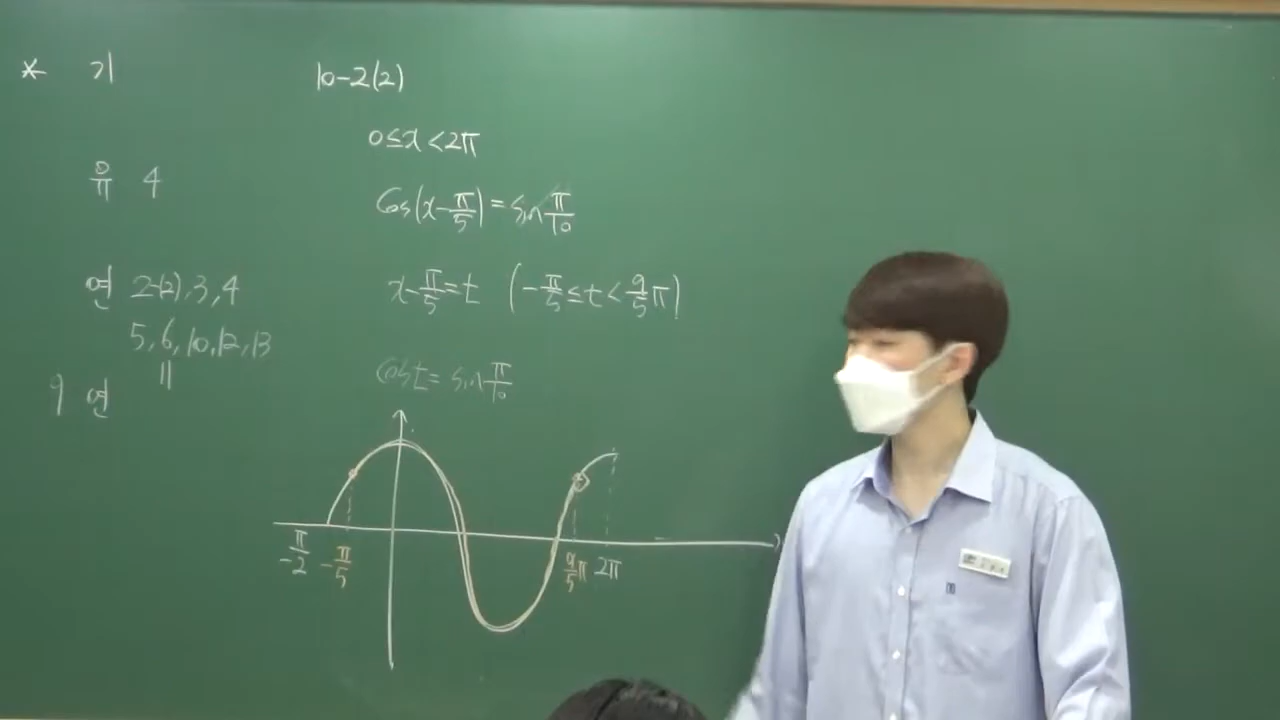 * 기
10-2(2)
0≤x<2π
유 4
cos(x-π/5)=sin π/10
연 2-(2),3,4
x-π/5=t (-π/5≤t<9/5π)
5,6,10,12,13
11
9 연
cost=sin π/10
-π/2 -π/5 9/5π 2π